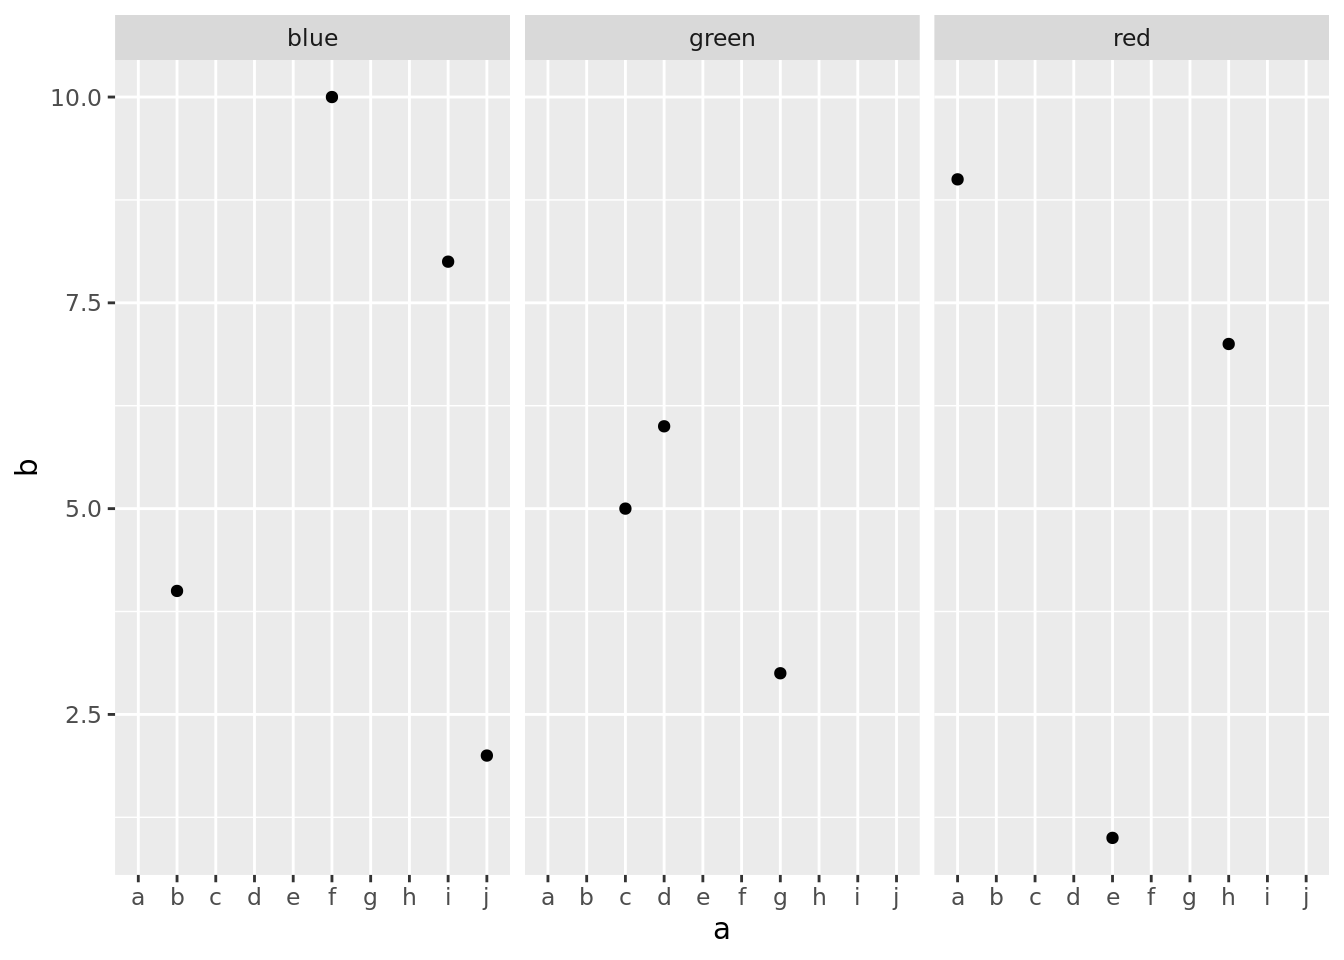 blue green red
10.0
7.5
b
5.0
2.5
a b c d e f g h i j a b c d e f g h i j a b c d e f g h i j
a